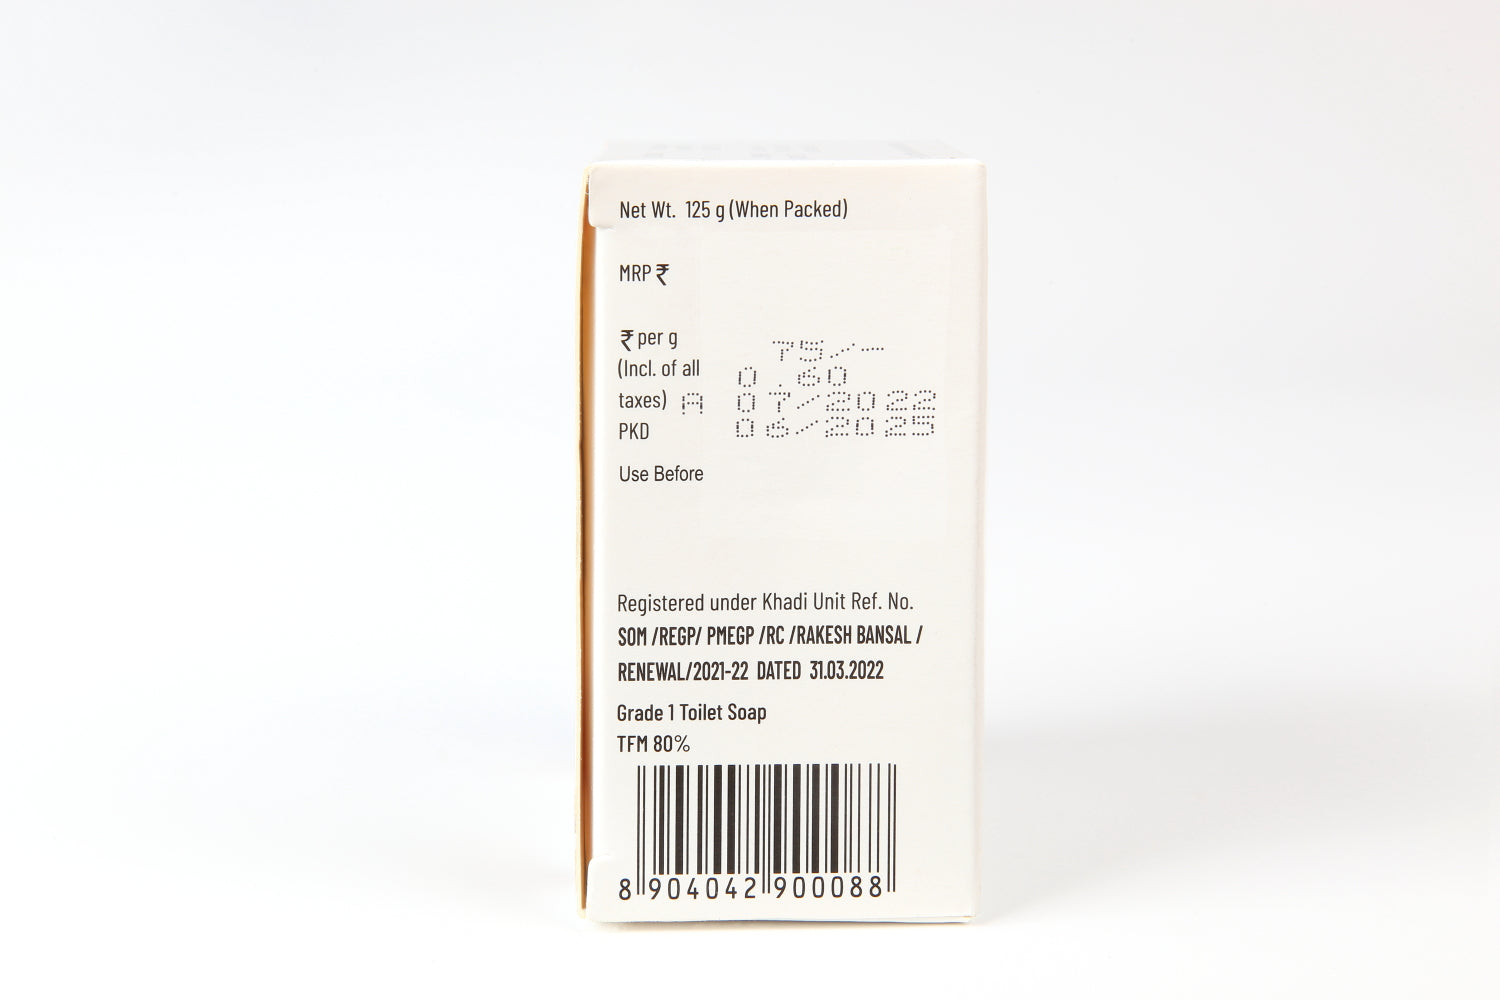 Net Wt. 125 g (When Packed)
MRP ₹
₹ per g
(Incl. of all
taxes)
PKD
Use Before
75/-
0.60
A 07/2022
06/2025
Registered under Khadi Unit Ref. No.
SOM /REGP/ PMEGP /RC /RAKESH BANSAL /
RENEWAL/2021-22 DATED 31.03.2022
Grade 1 Toilet Soap
TFM 80%
8 904042 900088